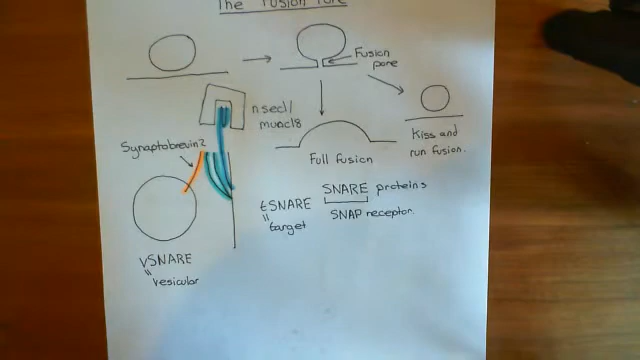 The Fusion Pore
Fusion
pore
nsec1/
munc18
Synaptobrevin2
Kiss and
run fusion.
Full fusion
SNARE proteins
tSNARE
SNAP receptor.
target
vSNARE
vesicular